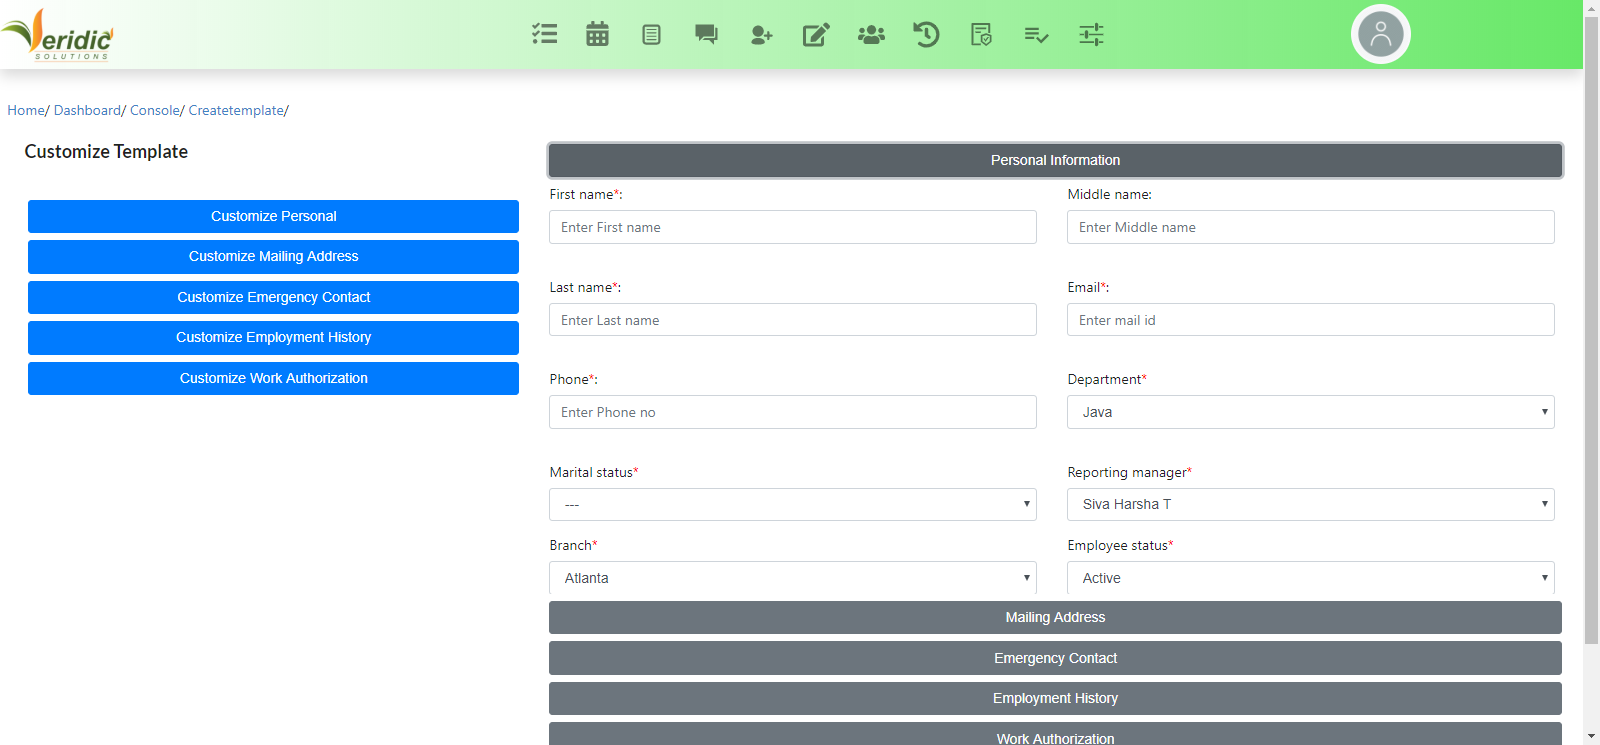 Veridic
SOLUTIONS
Home/ Dashboard/ Console/ Createtemplate/
Customize Template
Customize Personal
Customize Mailing Address
Customize Emergency Contact
Customize Employment History
Customize Work Authorization
Personal Information
First name*: Middle name:
Enter First name Enter Middle name
Last name*: Email*:
Enter Last name Enter mail id
Phone*: Department*
Enter Phone no Java
Marital status* Reporting manager*
--- Siva Harsha T
Branch* Employee status*
Atlanta Active
Mailing Address
Emergency Contact
Employment History
Work Authorization